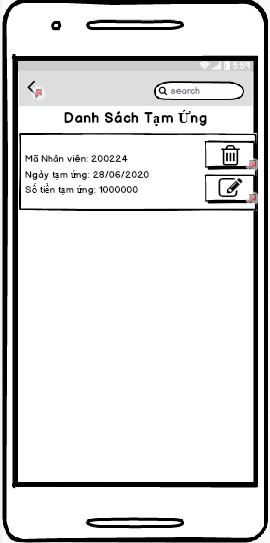 5:59
search
Danh Sách Tạm Ứng
Mã Nhân viên: 200224
Ngày tạm ứng: 28/06/2020
Số tiền tạm ứng: 1000000